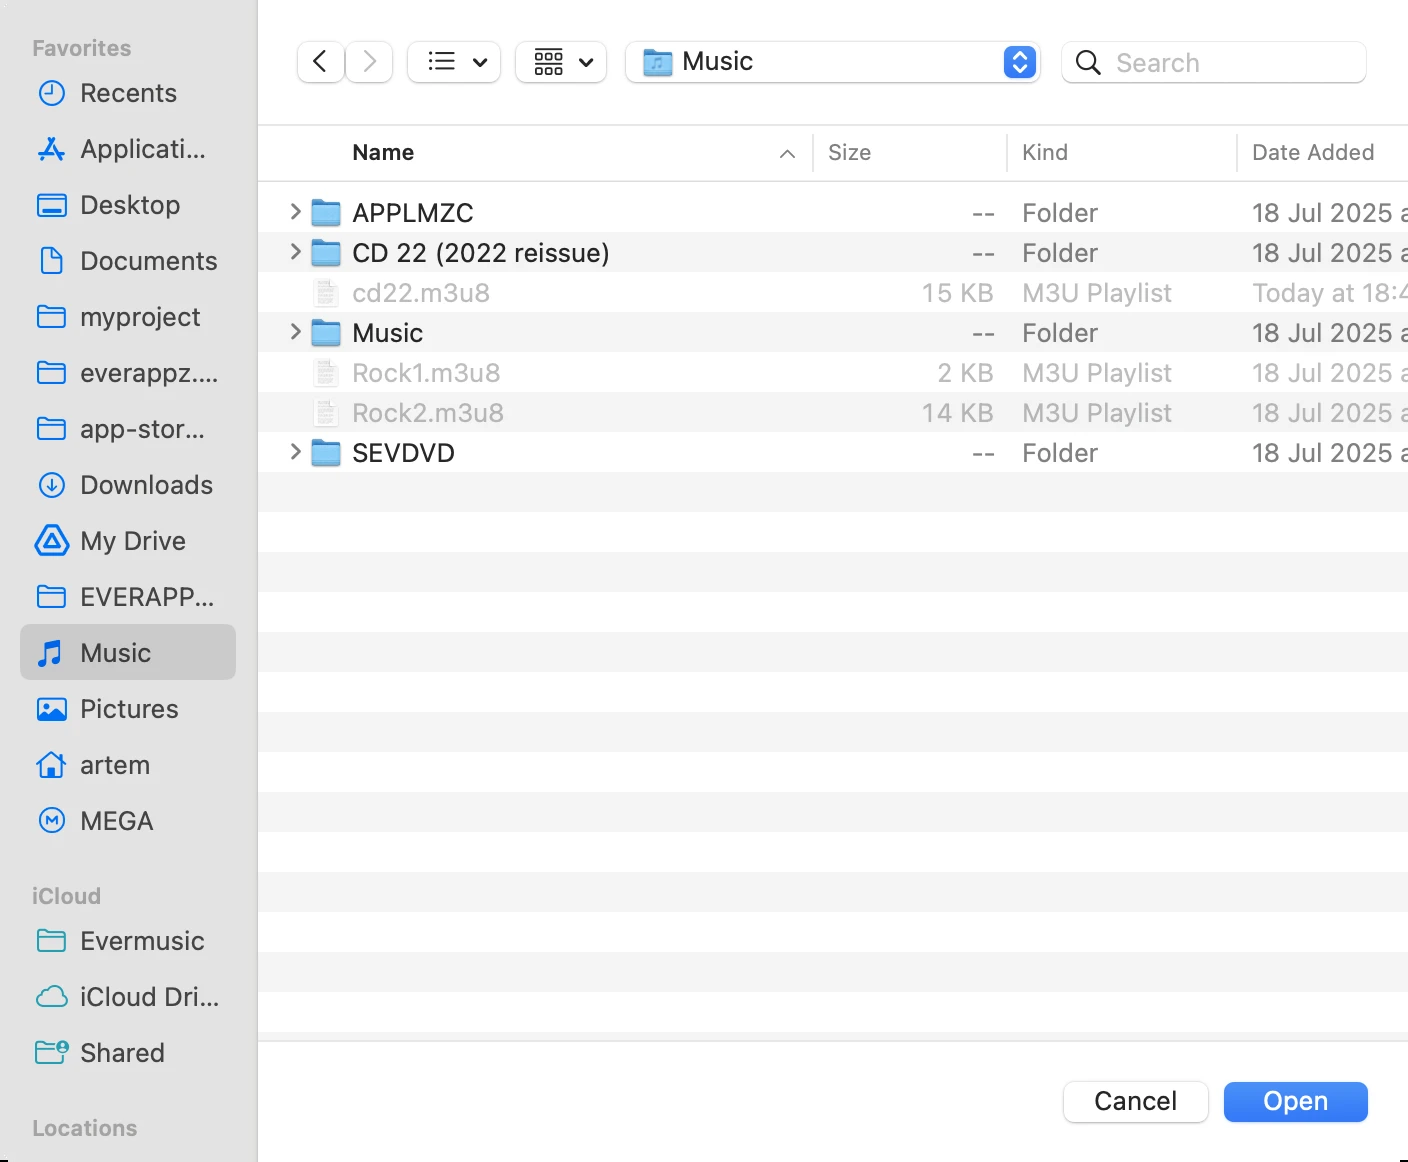 Favorites
Recents
Applicati...
Desktop
Documents
myproject
everappz....
app-stor...
Downloads
My Drive
EVERAPP...
Music
Pictures
artem
MEGA
iCloud
Evermusic
iCloud Dri...
Shared
Locations
Music
Search
Name Size Kind Date Added
APPLMZC -- Folder 18 Jul 2025 a
CD 22 (2022 reissue) -- Folder 18 Jul 2025 a
cd22.m3u8 15 KB M3U Playlist Today at 18:4
Music -- Folder 18 Jul 2025 a
Rock1.m3u8 2 KB M3U Playlist 18 Jul 2025 a
Rock2.m3u8 14 KB M3U Playlist 18 Jul 2025 a
SEVDVD -- Folder 18 Jul 2025 a
Cancel Open